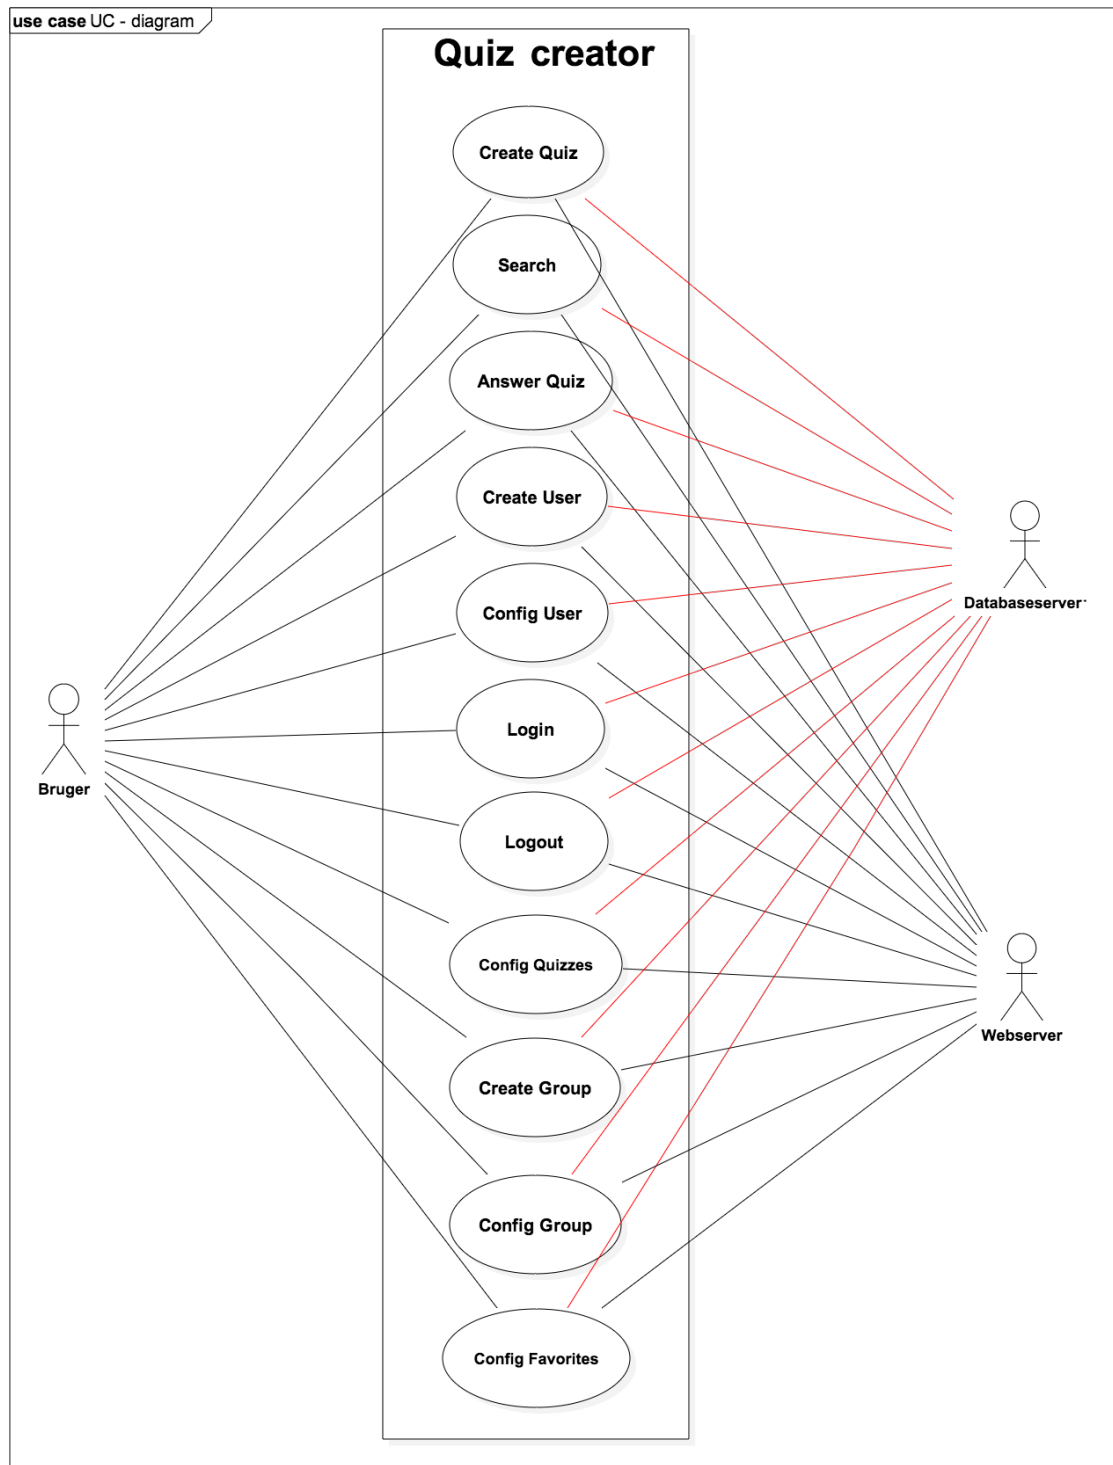 use case UC - diagram
Quiz creator
Create Quiz
Search
Answer Quiz
Create User
Config User
Login
Logout
Config Quizzes
Create Group
Config Group
Config Favorites
Bruger
Databaseserver
Webserver